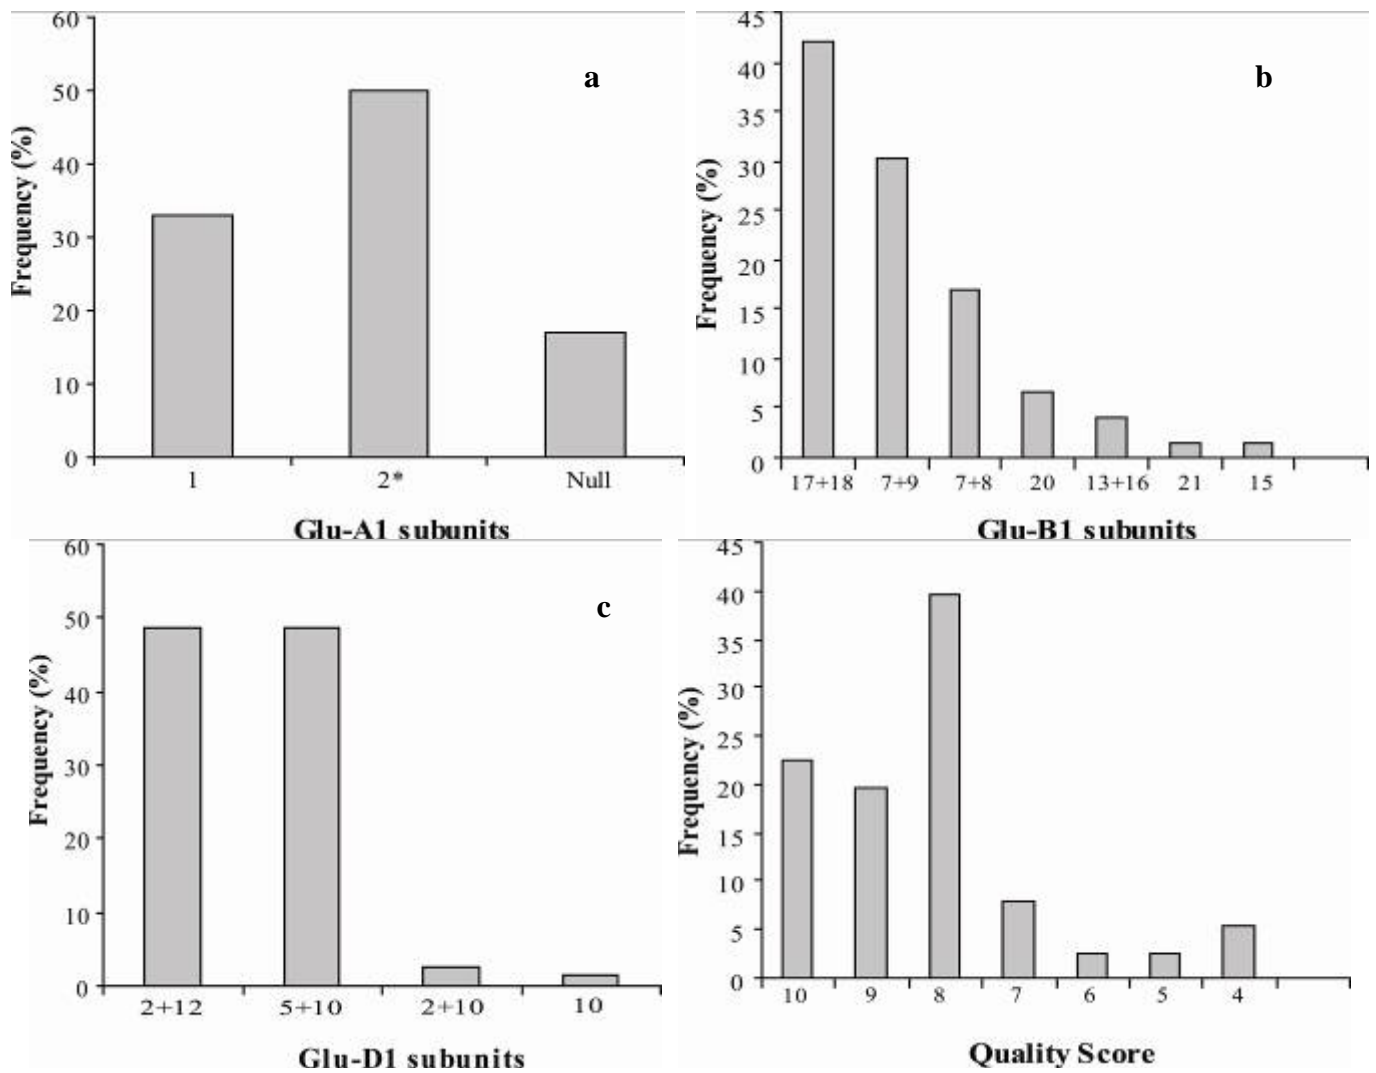 60
50
40
30
20
10
0
Frequency (%)
a
1 2* Null
Glu-A1 subunits
45
40
35
30
25
20
15
10
5
0
Frequency (%)
b
17+18 7+9 7+8 20 13+16 21 15
Glu-B1 subunits
60
50
40
30
20
10
0
Frequency (%)
c
2+12 5+10 2+10 10
Glu-D1 subunits
45
40
35
30
25
20
15
10
5
0
Frequency (%)
10 9 8 7 6 5 4
Quality Score